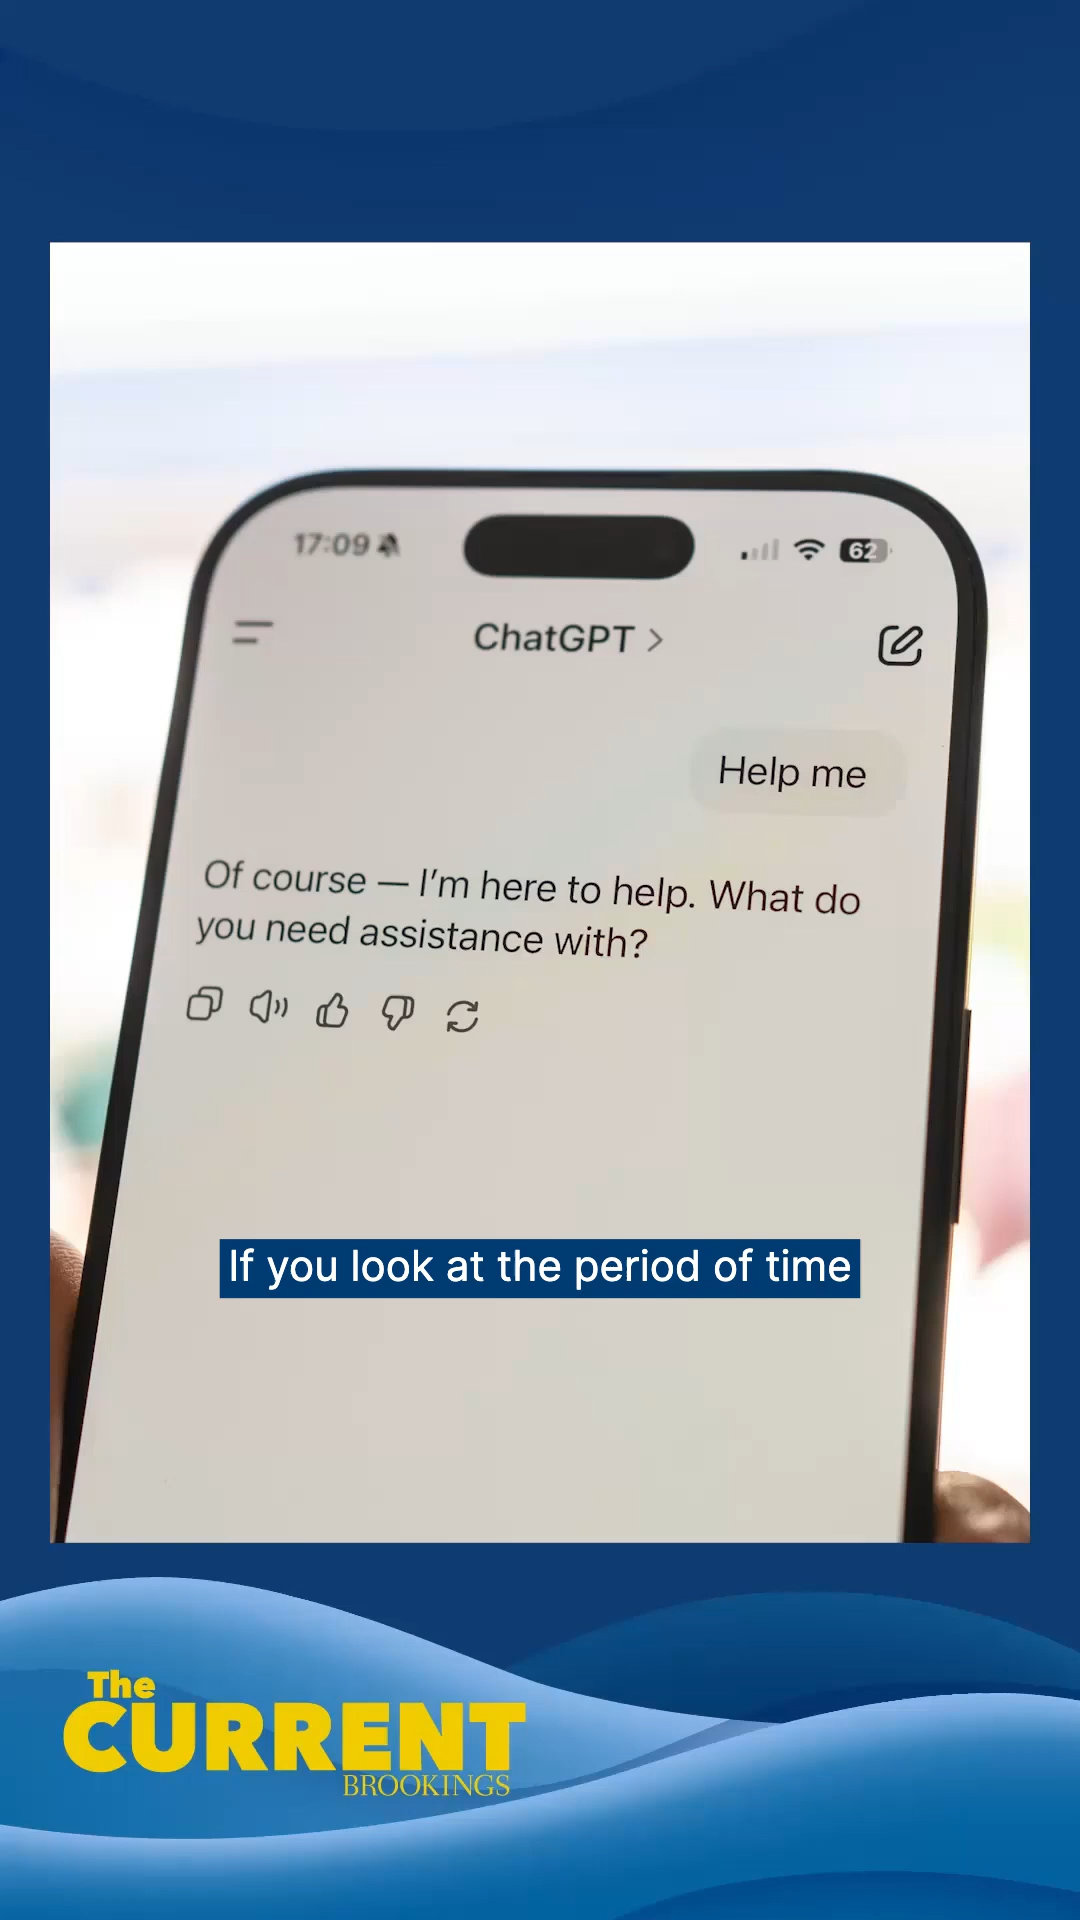 17:09
62
ChatGPT >
Help me
Of course — I'm here to help. What do
you need assistance with?
If you look at the period of time
The
CURRENT
BROOKINGS